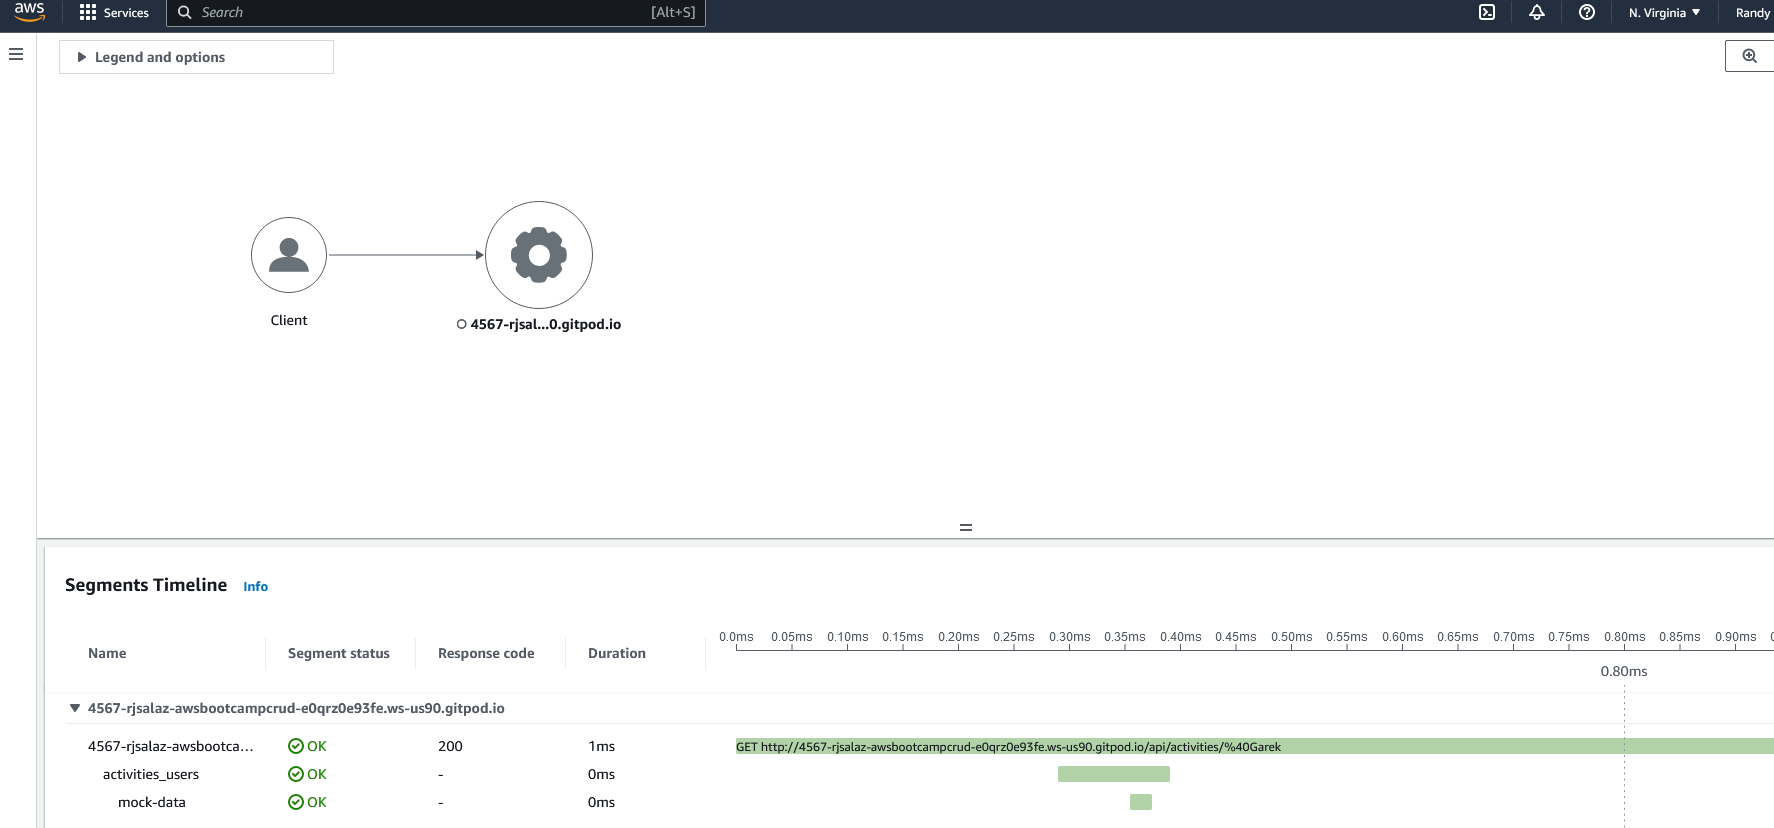 aws Services Search [Alt+S] N. Virginia Randy
Legend and options
Client
4567-rjsal...0.gitpod.io
Segments Timeline Info
Name Segment status Response code Duration 0.0ms 0.05ms 0.10ms 0.15ms 0.20ms 0.25ms 0.30ms 0.35ms 0.40ms 0.45ms 0.50ms 0.55ms 0.60ms 0.65ms 0.70ms 0.75ms 0.80ms 0.85ms 0.90ms
0.80ms
4567-rjsalaz-awsbootcampcrud-e0qrz0e93fe.ws-us90.gitpod.io
4567-rjsalaz-awsbootca... OK 200 1ms GET http://4567-rjsalaz-awsbootcampcrud-e0qrz0e93fe.ws-us90.gitpod.io/api/activities/%40Garek
activities_users OK - 0ms
mock-data OK - 0ms